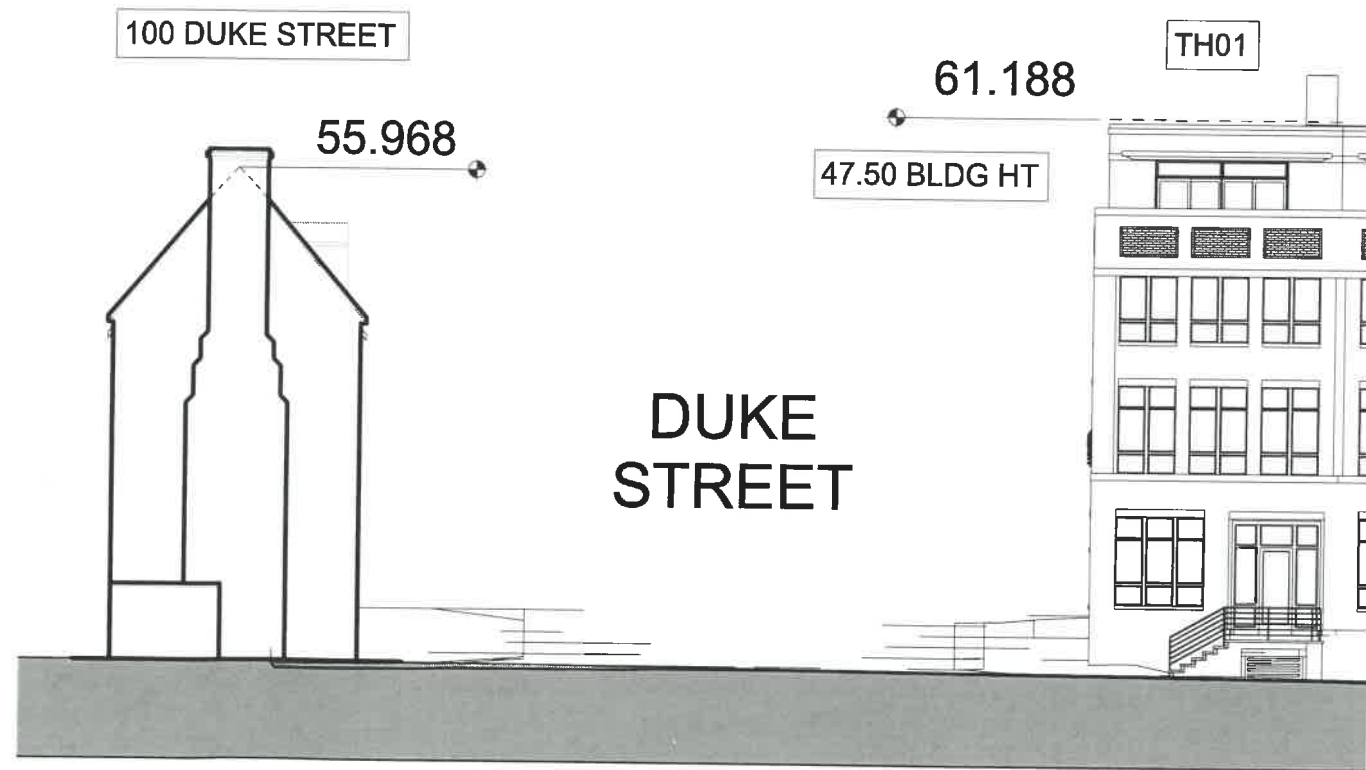 100 DUKE STREET
TH01
61.188
55.968
47.50 BLDG HT
DUKE
STREET